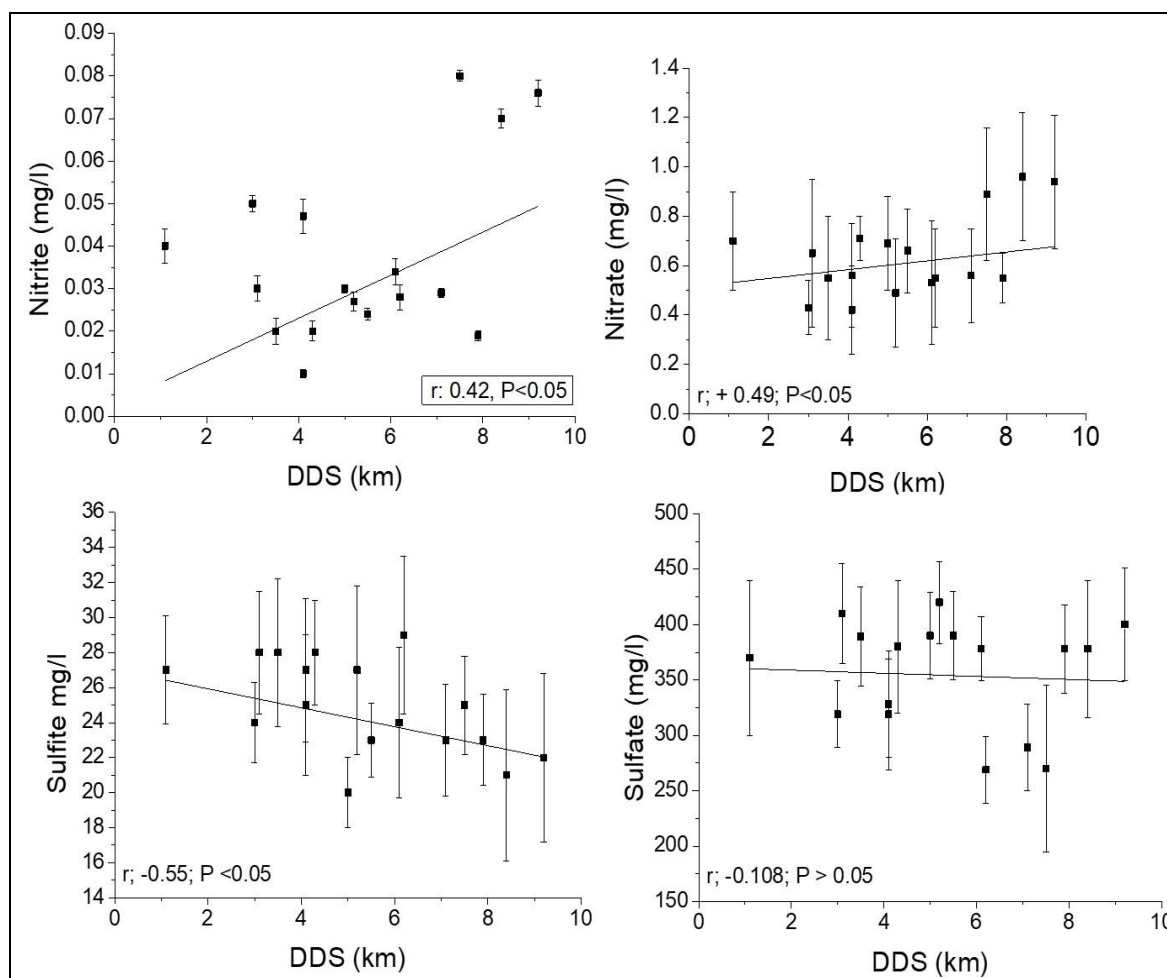 Nitrite (mg/l)
0.09
0.08
0.07
0.06
0.05
0.04
0.03
0.02
0.01
0.00
r: 0.42, P<0.05
0 2 4 6 8 10
DDS (km)
Nitrate (mg/l)
1.4
1.2
1.0
0.8
0.6
0.4
0.2
0.0
r; + 0.49; P<0.05
0 2 4 6 8 10
DDS (km)
Sulfite mg/l
36
34
32
30
28
26
24
22
20
18
16
14
r; -0.55; P <0.05
0 2 4 6 8 10
DDS (km)
Sulfate (mg/l)
500
450
400
350
300
250
200
150
r; -0.108; P > 0.05
0 2 4 6 8 10
DDS (km)